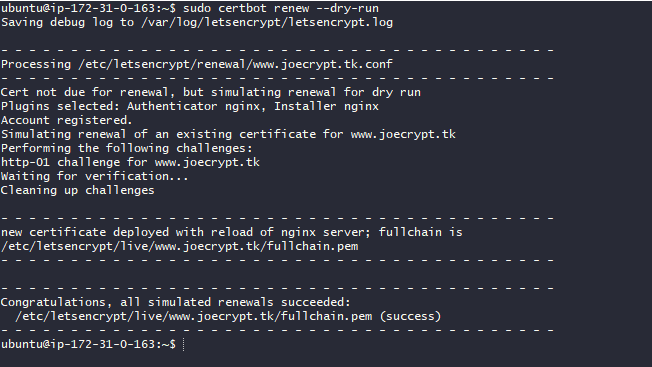 ubuntu@ip-172-31-0-163:~$ sudo certbot renew --dry-run
Saving debug log to /var/log/letsencrypt/letsencrypt.log
- - - - - - - - - - - - - - - - - - - - - - - - - - - - - - - - - - - - - - - -
Processing /etc/letsencrypt/renewal/www.joecrypt.tk.conf
- - - - - - - - - - - - - - - - - - - - - - - - - - - - - - - - - - - - - - - -
Cert not due for renewal, but simulating renewal for dry run
Plugins selected: Authenticator nginx, Installer nginx
Account registered.
Simulating renewal of an existing certificate for www.joecrypt.tk
Performing the following challenges:
http-01 challenge for www.joecrypt.tk
Waiting for verification...
Cleaning up challenges
- - - - - - - - - - - - - - - - - - - - - - - - - - - - - - - - - - - - - - - -
new certificate deployed with reload of nginx server; fullchain is
/etc/letsencrypt/live/www.joecrypt.tk/fullchain.pem
- - - - - - - - - - - - - - - - - - - - - - - - - - - - - - - - - - - - - - - -
- - - - - - - - - - - - - - - - - - - - - - - - - - - - - - - - - - - - - - - -
Congratulations, all simulated renewals succeeded:
  /etc/letsencrypt/live/www.joecrypt.tk/fullchain.pem (success)
- - - - - - - - - - - - - - - - - - - - - - - - - - - - - - - - - - - - - - - -
ubuntu@ip-172-31-0-163:~$